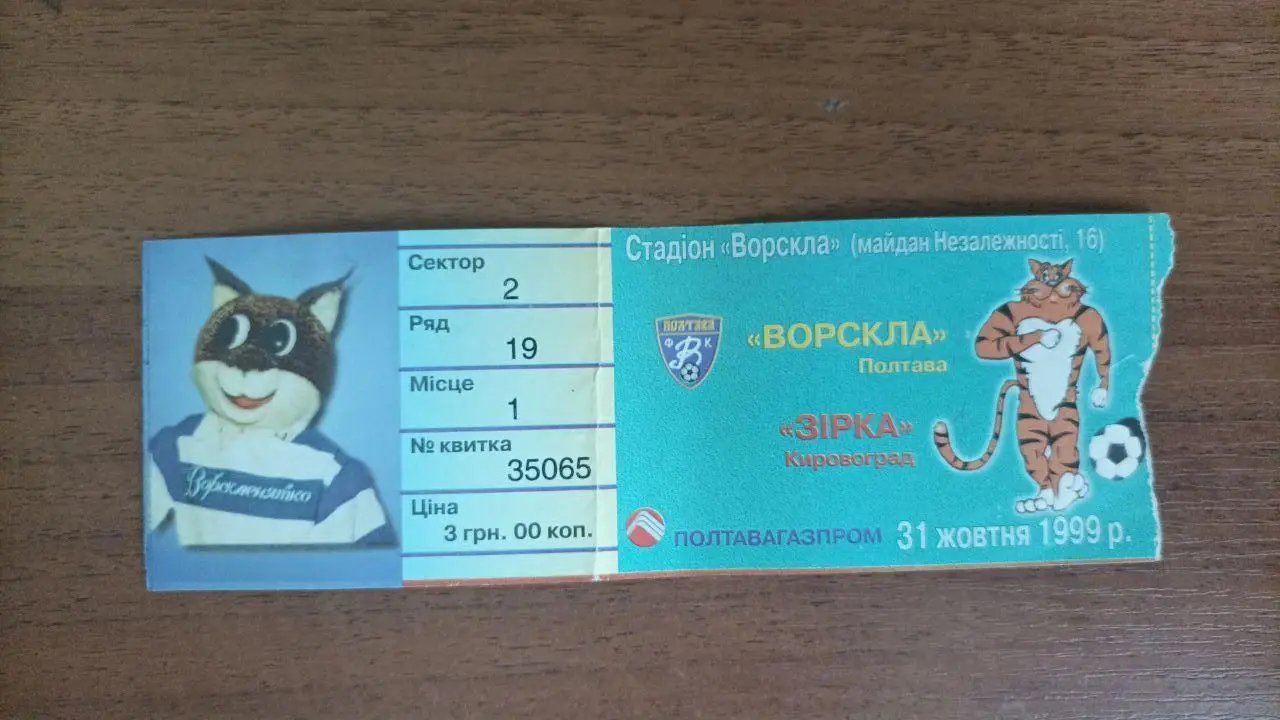 Ворскленятко
Сектор
2
Ряд
19
Місце
1
№ квитка
35065
Ціна
3 грн. 00 коп.
Стадіон «Ворскла» (майдан Незалежності, 16)
ПОЛТАВА
Ф В К
«ВОРСКЛА»
Полтава
«ЗІРКА»
Кировоград
ПОЛТАВАГАЗПРОМ
31 жовтня 1999 р.